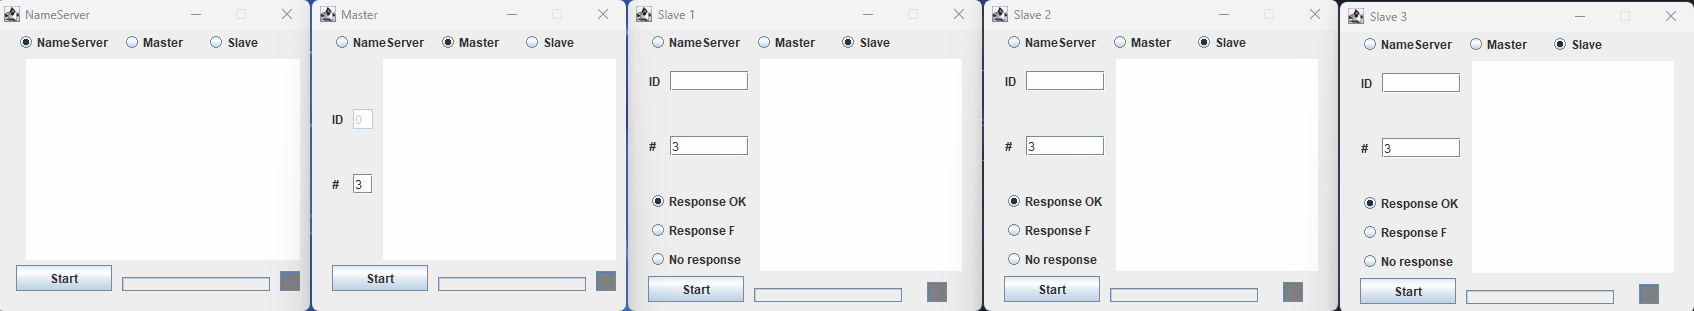 NameServer
NameServer Master Slave
Start
Master
NameServer Master Slave
ID 0
# 3
Start
Slave 1
NameServer Master Slave
ID
# 3
Response OK
Response F
No response
Start
Slave 2
NameServer Master Slave
ID
# 3
Response OK
Response F
No response
Start
Slave 3
NameServer Master Slave
ID
# 3
Response OK
Response F
No response
Start